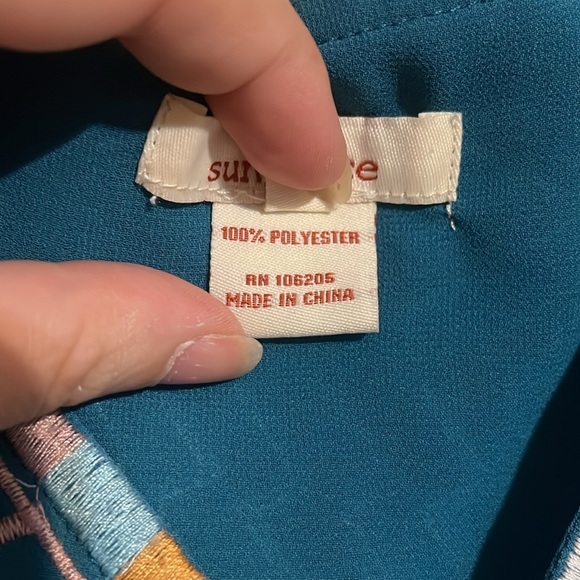 100% POLYESTER
RN 106205
MADE IN CHINA